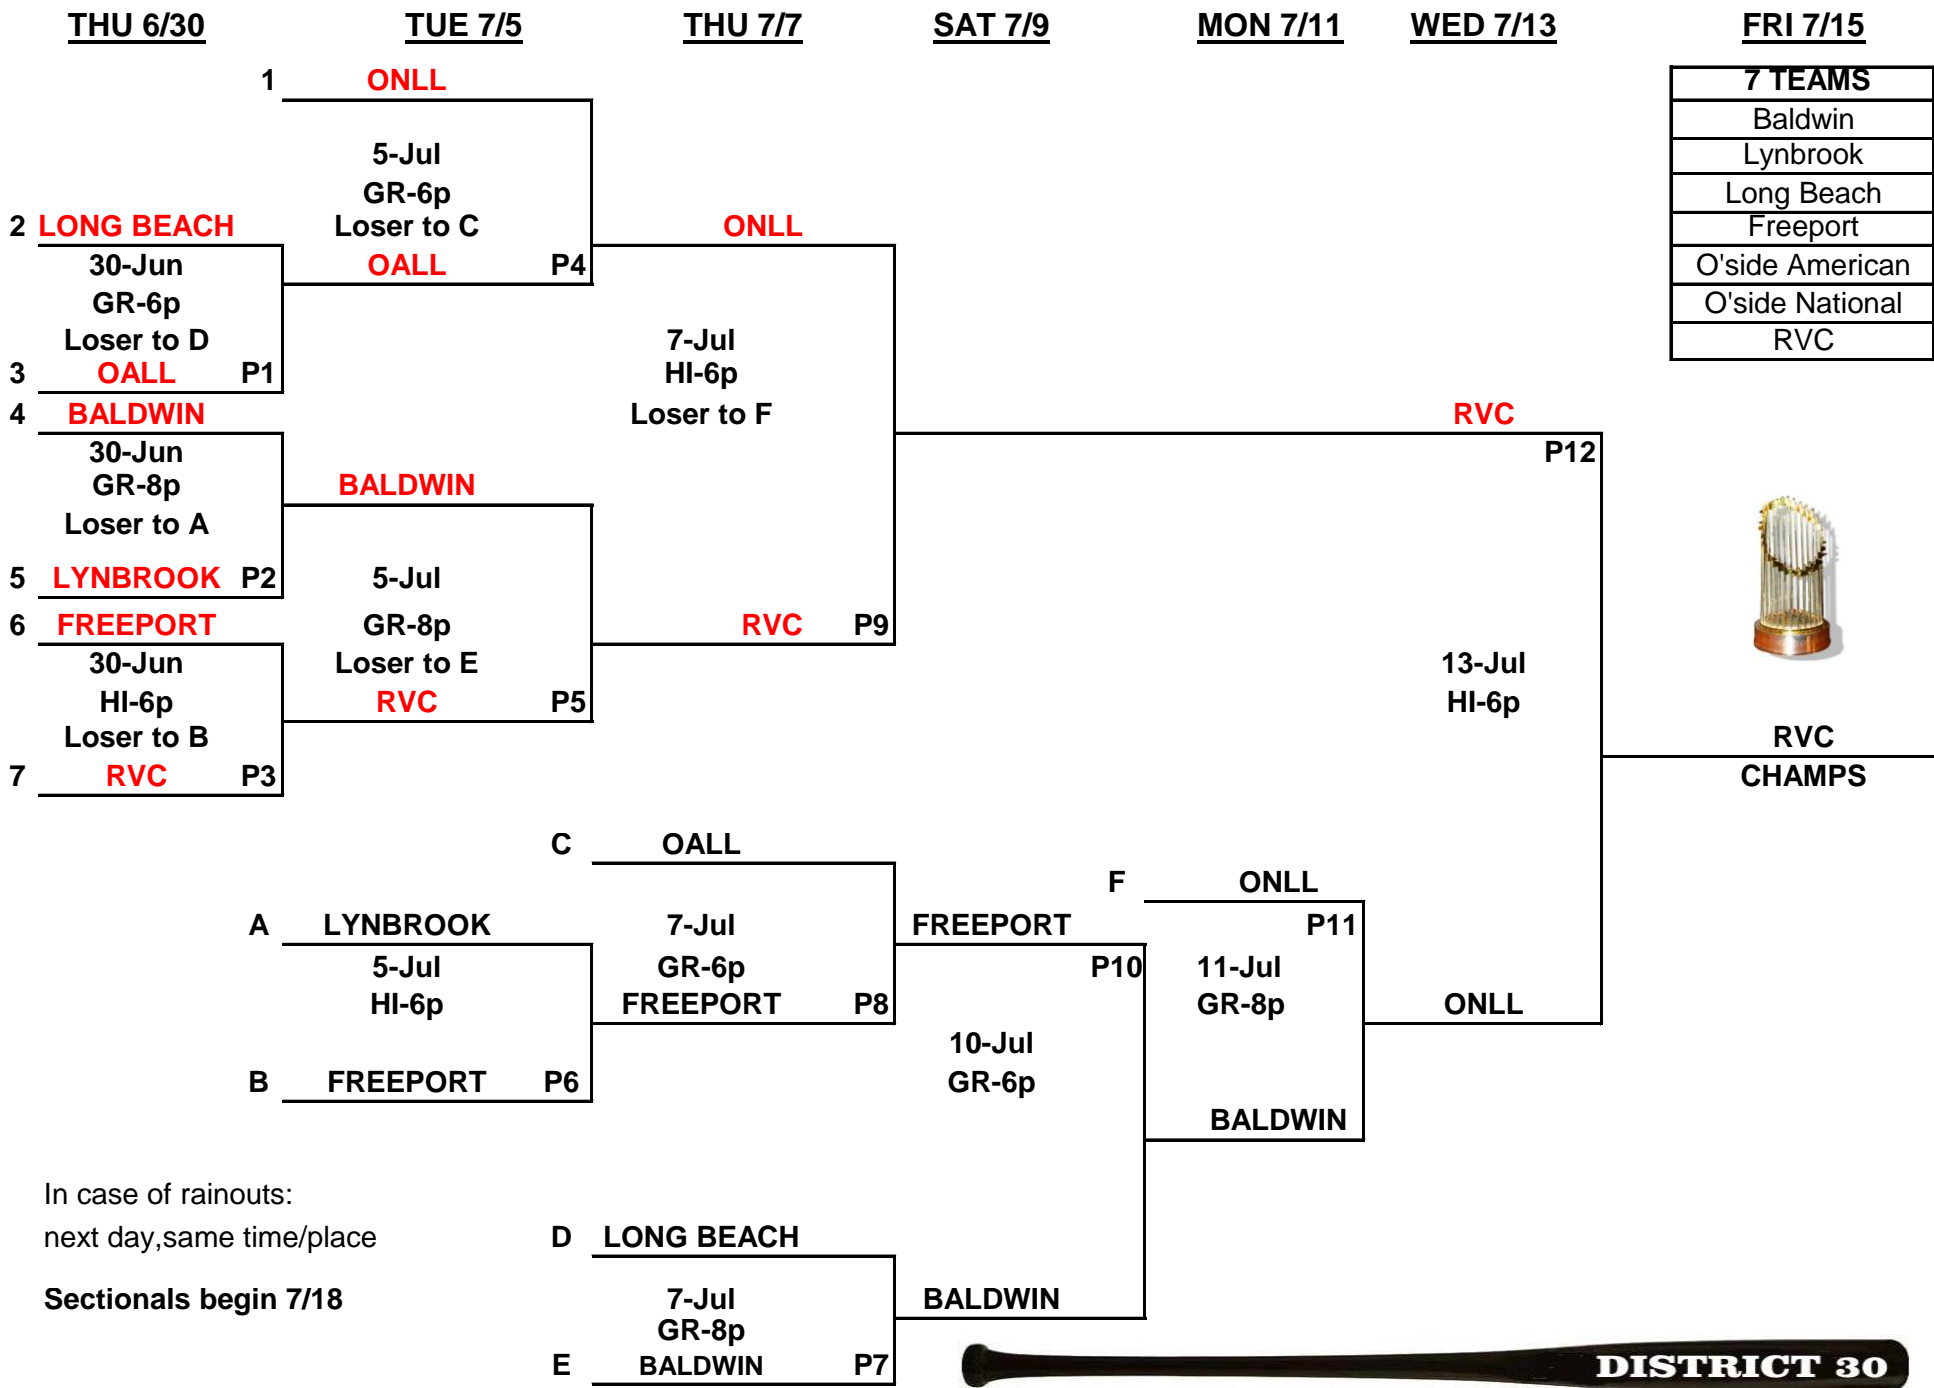 THU 6/30 TUE 7/5 THU 7/7 SAT 7/9 MON 7/11 WED 7/13 FRI 7/15
1 ONLL
7 TEAMS
Baldwin
Lynbrook
Long Beach
Freeport
O'side American
O'side National
RVC
5-Jul
GR-6p
Loser to C
OALL P4
2 LONG BEACH
30-Jun
GR-6p
Loser to D
3 OALL P1
4 BALDWIN
30-Jun
GR-8p
Loser to A
5 LYNBROOK P2
6 FREEPORT
30-Jun
HI-6p
Loser to B
7 RVC P3
BALDWIN
5-Jul
GR-8p
Loser to E
RVC P5
ONLL
7-Jul
HI-6p
Loser to F
RVC P9
RVC
P12
13-Jul
HI-6p
RVC
CHAMPS
C OALL
7-Jul
GR-6p
FREEPORT P8
A LYNBROOK
5-Jul
HI-6p
B FREEPORT P6
FREEPORT
P10
10-Jul
GR-6p
F ONLL
P11
11-Jul
GR-8p
BALDWIN
ONLL
In case of rainouts:
next day,same time/place
Sectionals begin 7/18
D LONG BEACH
7-Jul
GR-8p
E BALDWIN P7
BALDWIN
DISTRICT 30